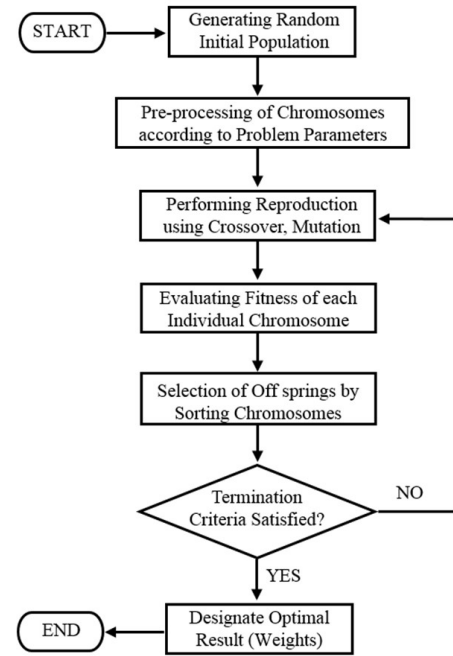 START
Generating Random
Initial Population
Pre-processing of Chromosomes
according to Problem Parameters
Performing Reproduction
using Crossover, Mutation
Evaluating Fitness of each
Individual Chromosome
Selection of Off springs by
Sorting Chromosomes
Termination
Criteria Satisfied?
NO
YES
Designate Optimal
Result (Weights)
END